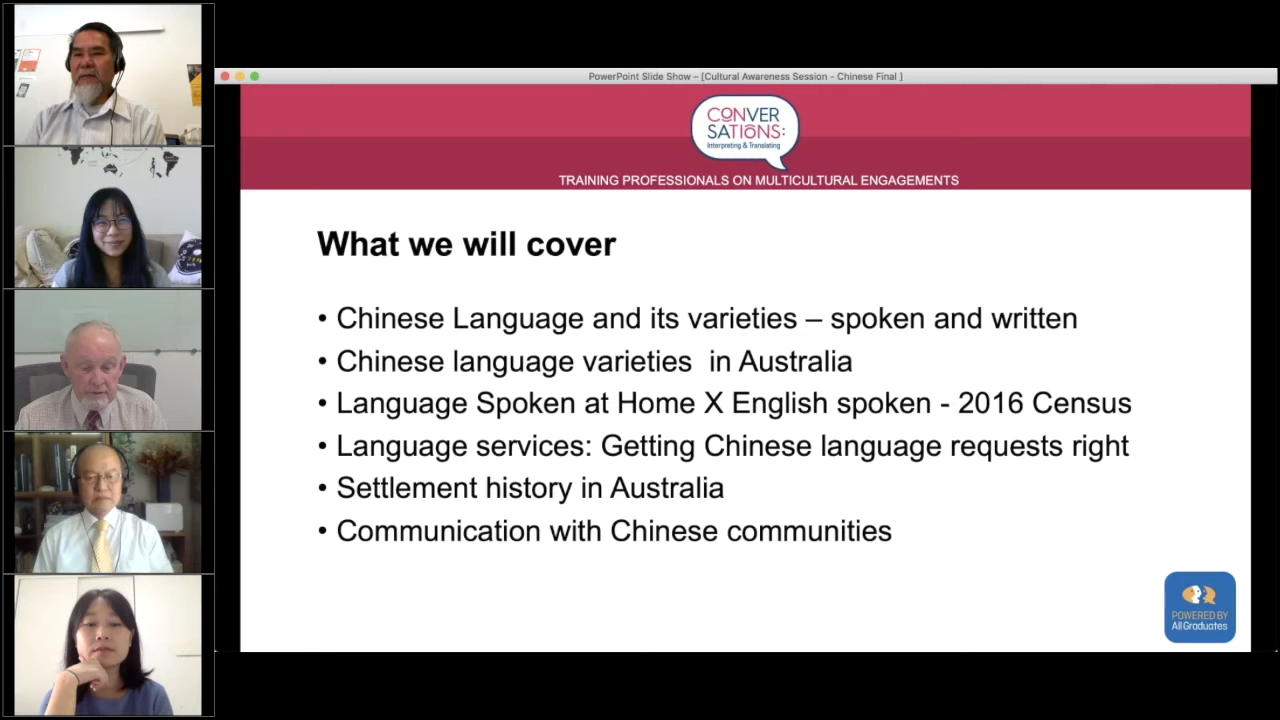 PowerPoint Slide Show – [Cultural Awareness Session - Chinese Final ]
CONVER
SATIONS:
Interpreting & Translating
TRAINING PROFESSIONALS ON MULTICULTURAL ENGAGEMENTS
What we will cover
• Chinese Language and its varieties – spoken and written
• Chinese language varieties  in Australia
• Language Spoken at Home X English spoken - 2016 Census
• Language services: Getting Chinese language requests right
• Settlement history in Australia
• Communication with Chinese communities
POWERED BY
AllGraduates